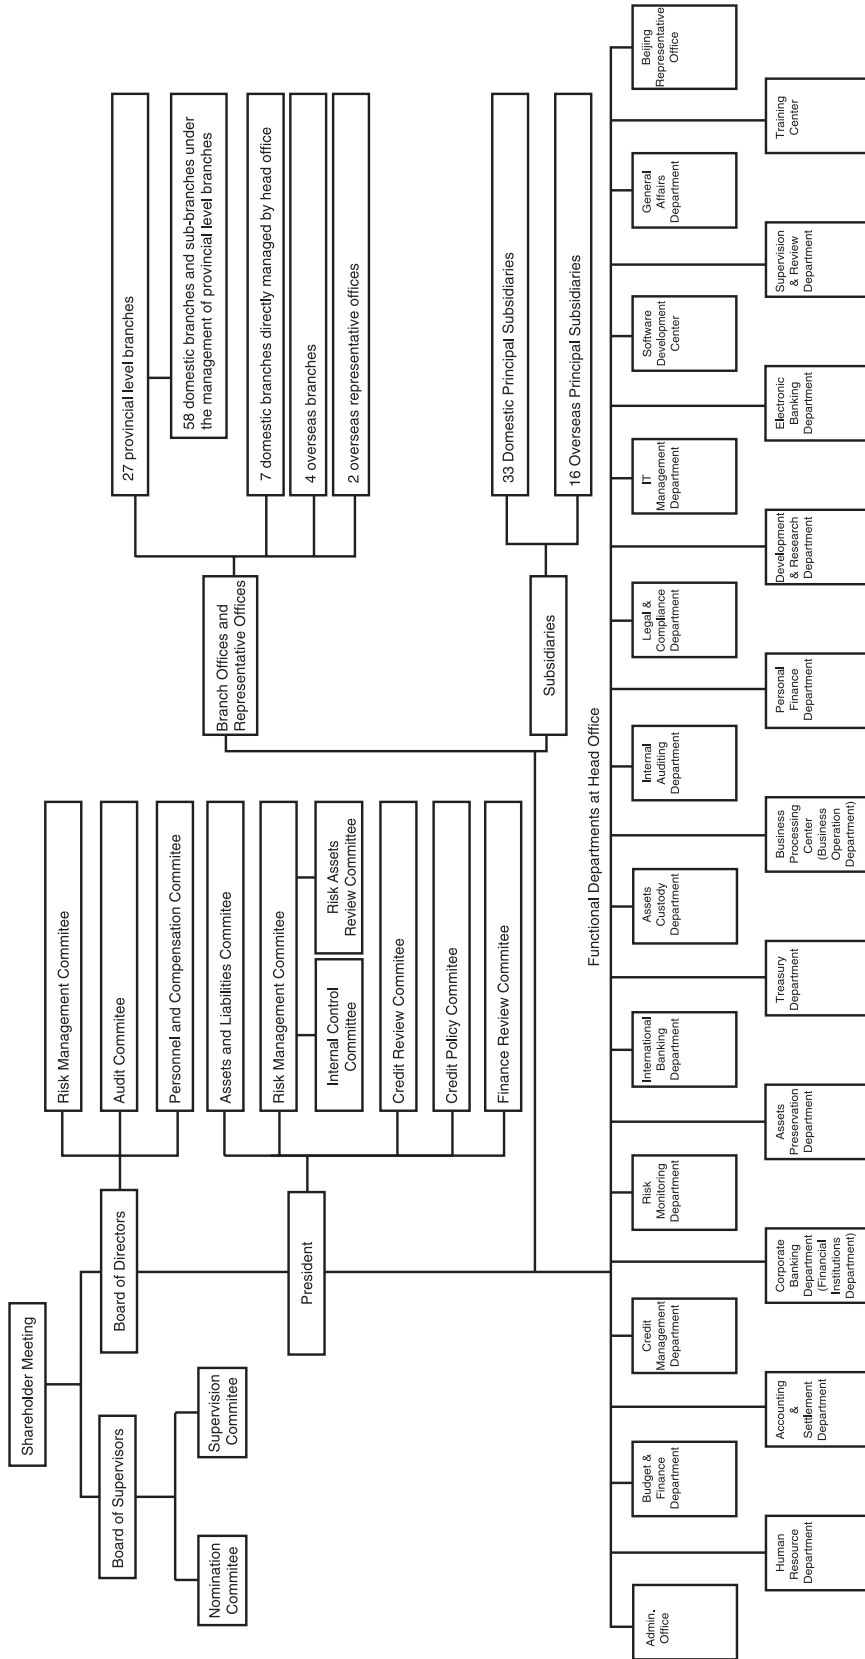 Shareholder Meeting
Board of Supervisors
Board of Directors
Nomination
Commitee
Supervision
Commitee
President
Risk Management Commitee
Audit Commitee
Personnel and Compensation Commitee
Assets and Liabilities Commitee
Risk Management Commitee
Internal Control
Commitee
Risk Assets
Review Commitee
Credit Review Commitee
Credit Policy Commitee
Finance Review Commitee
Branch Offices and
Representative Offices
27 provincial level branches
58 domestic branches and sub-branches under
the management of provincial level branches
7 domestic branches directly managed by head office
4 overseas branches
2 overseas representative offices
Subsidiaries
33 Domestic Principal Subsidiaries
16 Overseas Principal Subsidiaries
Functional Departments at Head Office
Admin.
Office
Budget &
Finance
Department
Credit
Management
Department
Risk
Monitoring
Department
International
Banking
Department
Assets
Custody
Department
Internal
Auditing
Department
Legal &
Compliance
Department
IT
Management
Department
Software
Development
Center
General
Affairs
Department
Beijing
Representative
Office
Human
Resource
Department
Accounting
&
Settlement
Department
Corporate
Banking
Department
(Financial
Institutions
Department)
Assets
Preservation
Department
Treasury
Department
Business
Processing
Center
(Business
Operation
Department)
Personal
Finance
Department
Development
& Research
Department
Electronic
Banking
Department
Supervision
& Review
Department
Training
Center